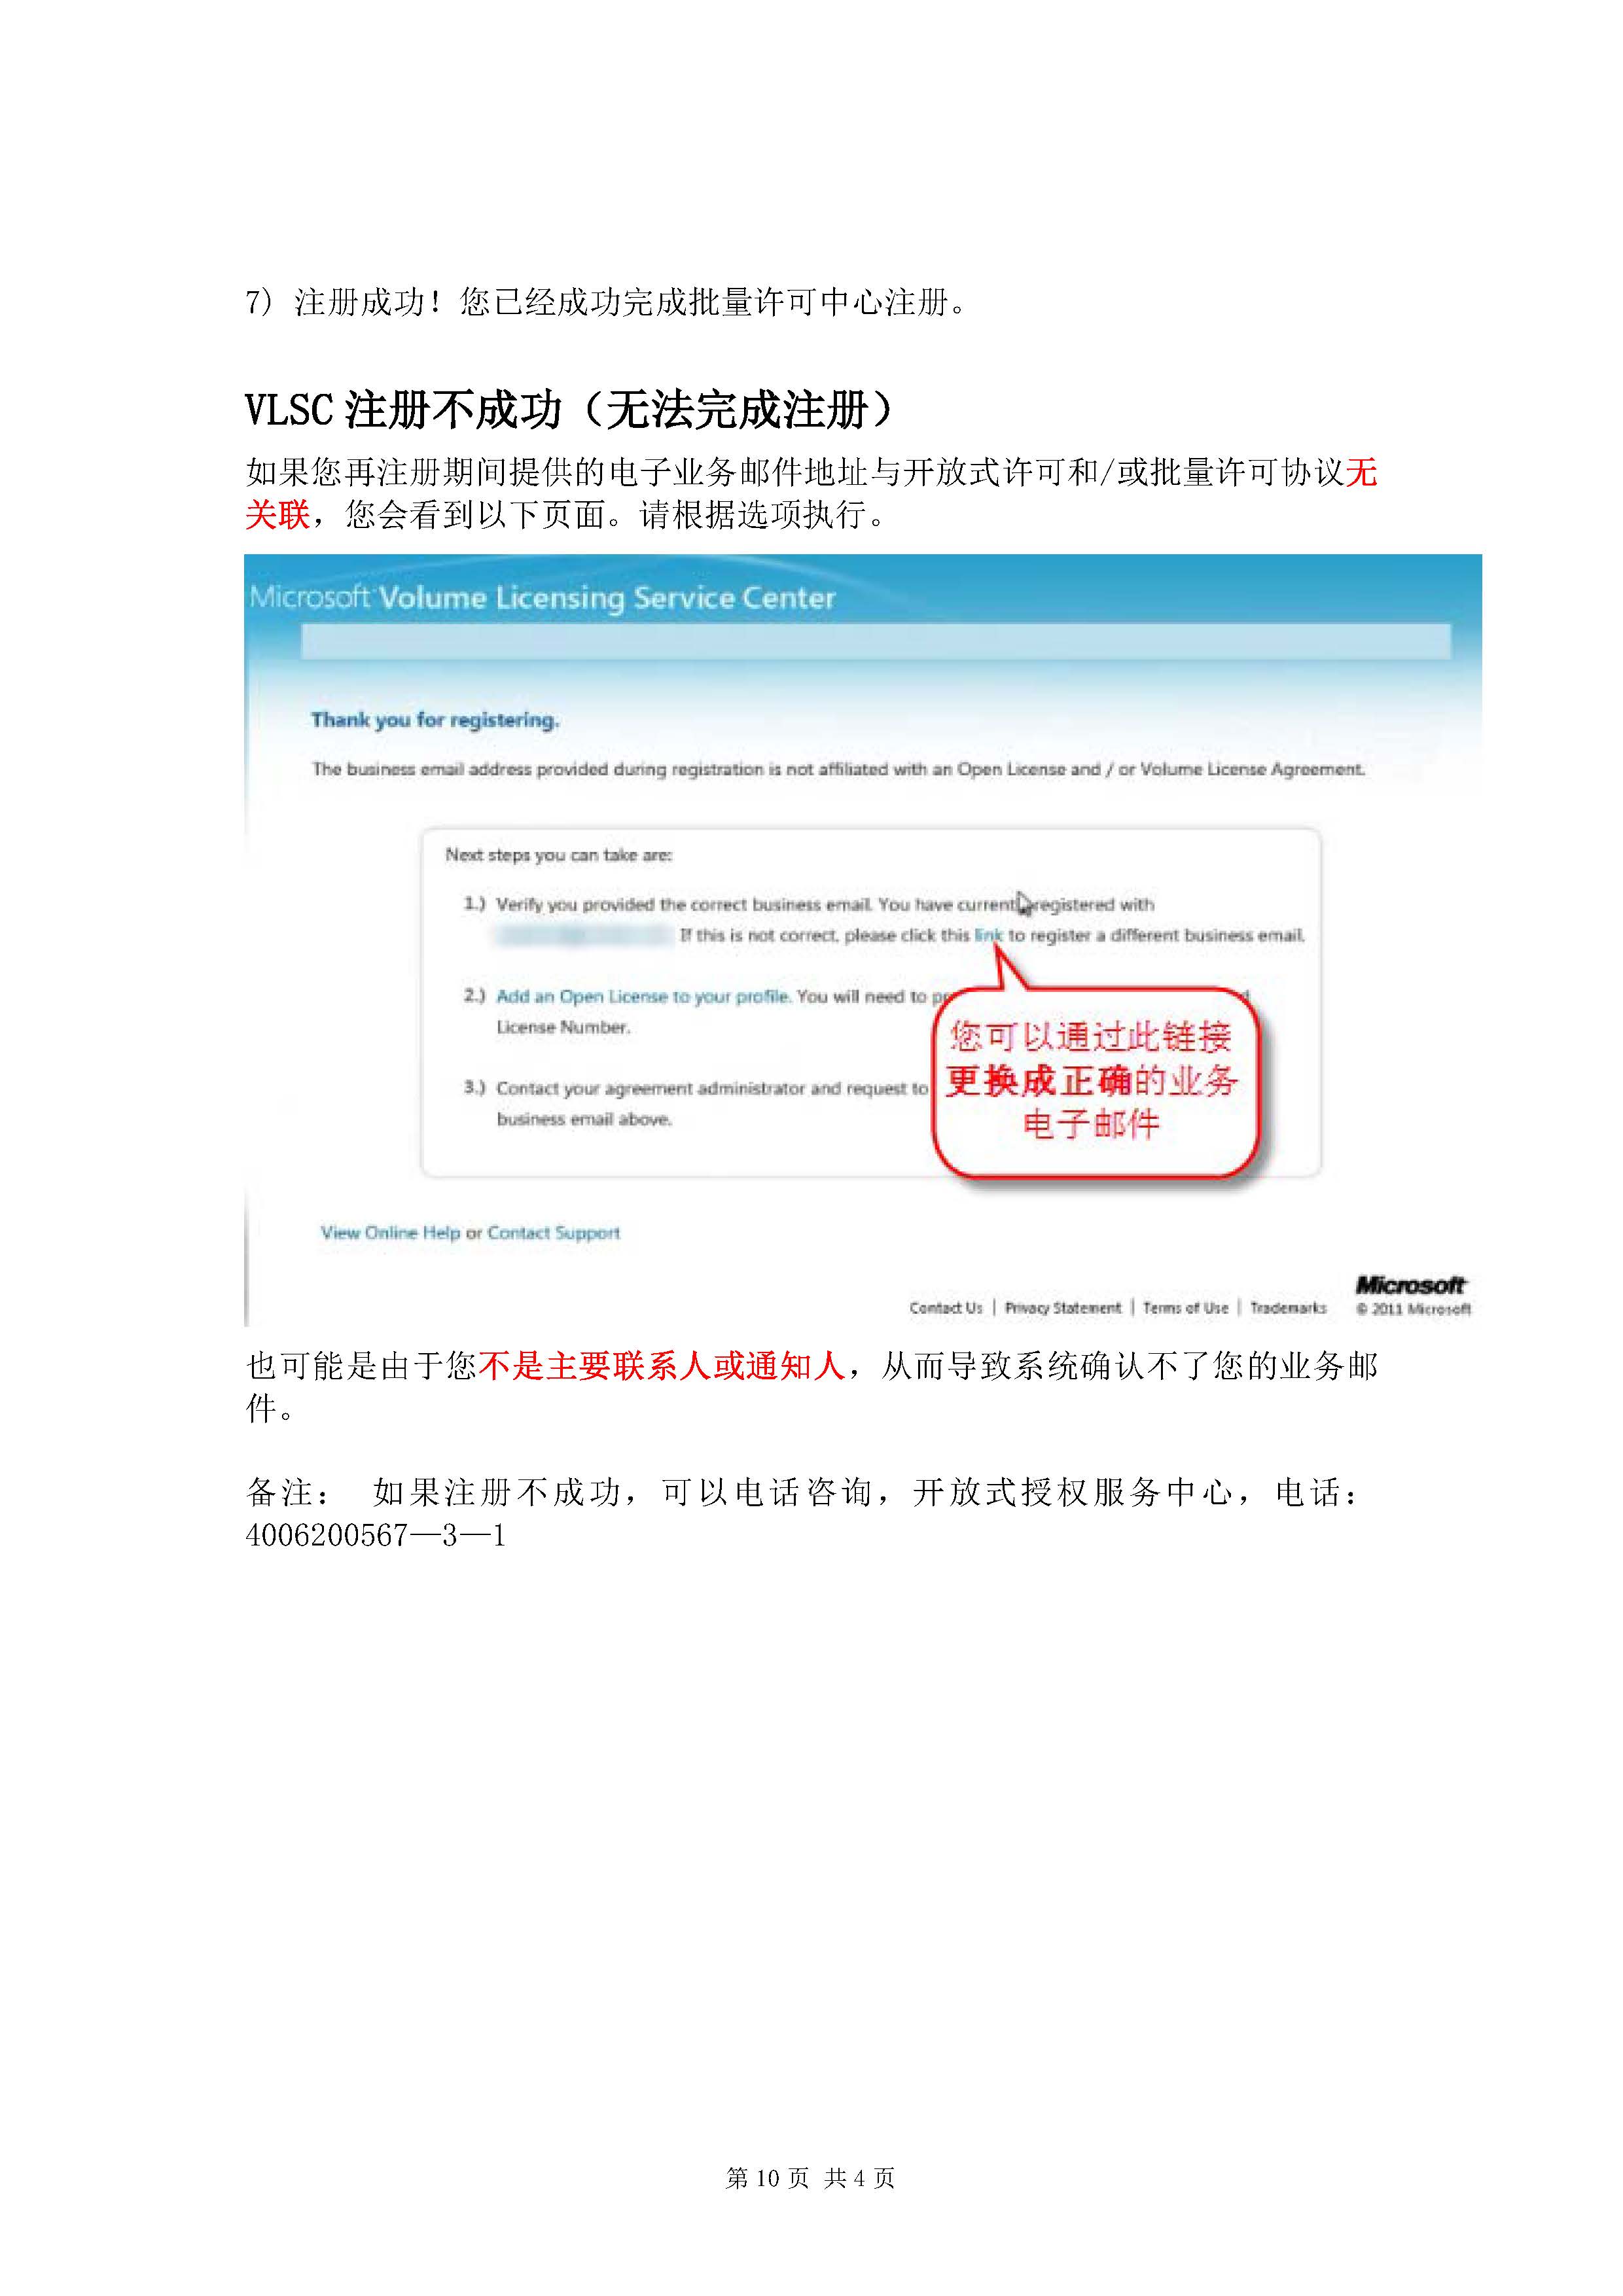 7) 注册成功！您已经成功完成批量许可中心注册。
VLSC 注册不成功（无法完成注册）
如果您再注册期间提供的电子业务邮件地址与开放式许可和/或批量许可协议无
关联，您会看到以下页面。请根据选项执行。
Microsoft Volume Licensing Service Center
Thank you for registering.
The business email address provided during registration is not affiliated with an Open License and / or Volume License Agreement.
Next steps you can take are:
1.) Verify you provided the correct business email. You have currently registered with
If this is not correct, please click this link to register a different business email.
2.) Add an Open License to your profile. You will need to
License Number.
3.) Contact your agreement administrator and request to
business email above.
您可以通过此链接
更换成正确的业务
电子邮件
View Online Help or Contact Support
Microsoft
Contact Us | Privacy Statement | Terms of Use | Trademarks © 2011 Microsoft
也可能是由于您不是主要联系人或通知人，从而导致系统确认不了您的业务邮
件。
备注： 如果注册不成功，可以电话咨询，开放式授权服务中心，电话：
4006200567—3—1
第 10 页 共 4 页